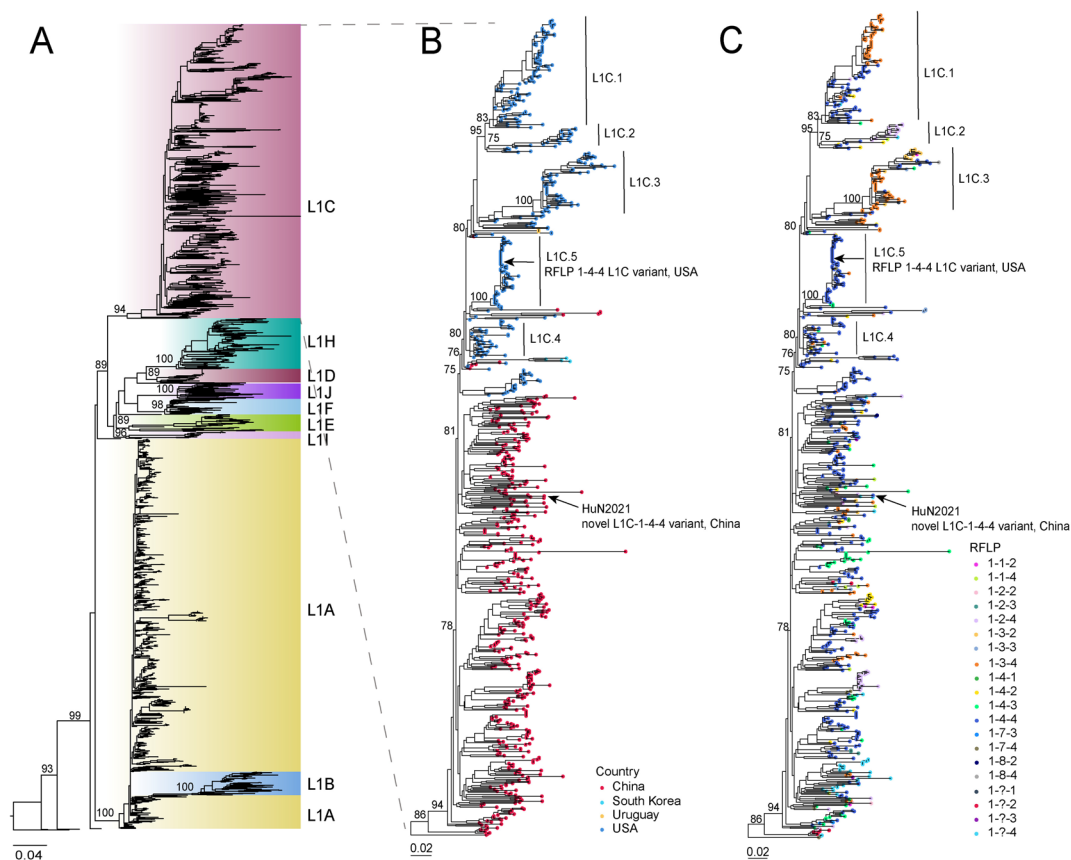 A
L1C
94
L1H
100
89
89
L1D
100
L1J
98
L1F
89
L1E
96
L1I
L1A
99
93
100
L1B
100
L1A
0.04
B
L1C.1
83
95
75
L1C.2
L1C.3
100
80
L1C.5
RFLP 1-4-4 L1C variant, USA
100
80
L1C.4
76
75
81
HuN2021
novel L1C-1-4-4 variant, China
78
Country
China
South Korea
Uruguay
USA
94
86
0.02
C
L1C.1
83
95
75
L1C.2
L1C.3
100
80
L1C.5
RFLP 1-4-4 L1C variant, USA
100
80
L1C.4
76
75
81
HuN2021
novel L1C-1-4-4 variant, China
78
RFLP
1-1-2
1-1-4
1-2-2
1-2-3
1-2-4
1-3-2
1-3-3
1-3-4
1-4-1
1-4-2
1-4-3
1-4-4
1-7-3
1-7-4
1-8-2
1-8-4
1-?-1
1-?-2
1-?-3
1-?-4
94
86
0.02